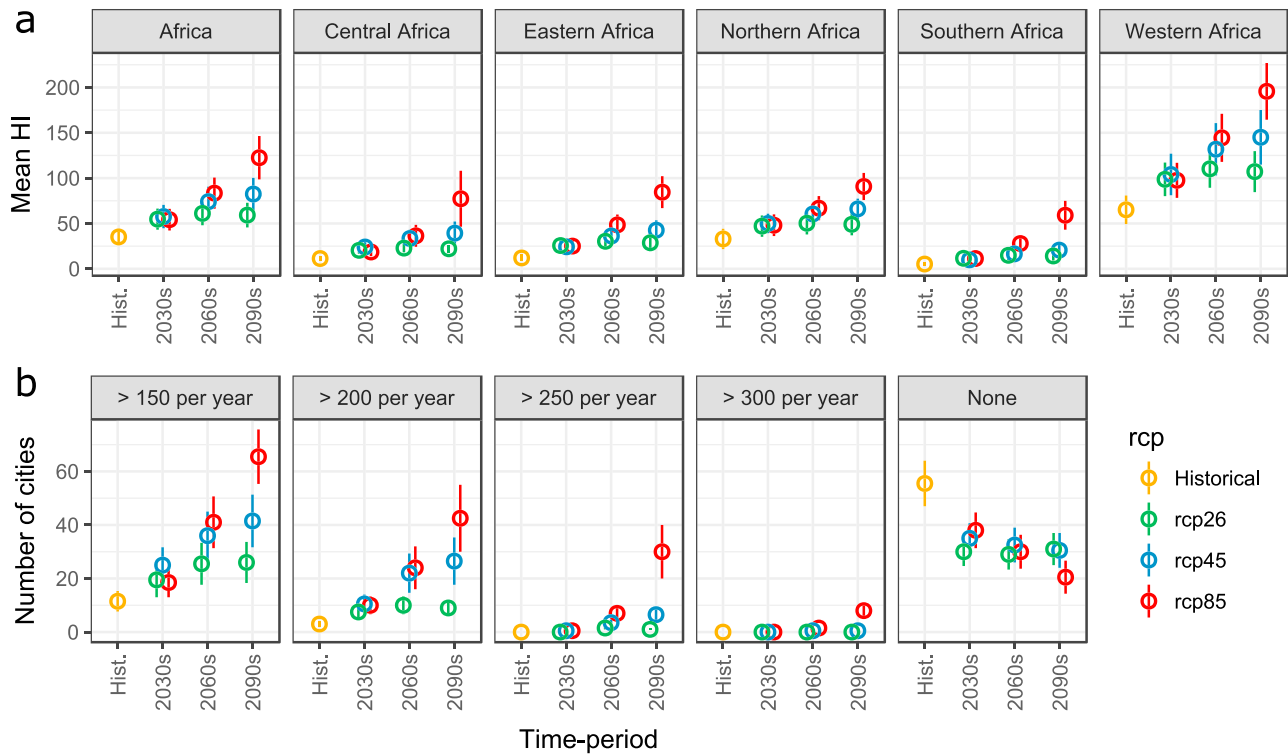 a
Africa
Central Africa
Eastern Africa
Northern Africa
Southern Africa
Western Africa
Mean HI
200
150
100
50
0
Hist. 2030s 2060s 2090s
Hist. 2030s 2060s 2090s
Hist. 2030s 2060s 2090s
Hist. 2030s 2060s 2090s
Hist. 2030s 2060s 2090s
Hist. 2030s 2060s 2090s
b
> 150 per year
> 200 per year
> 250 per year
> 300 per year
None
Number of cities
60
40
20
0
Hist. 2030s 2060s 2090s
Hist. 2030s 2060s 2090s
Hist. 2030s 2060s 2090s
Hist. 2030s 2060s 2090s
Hist. 2030s 2060s 2090s
Time-period
rcp
Historical
rcp26
rcp45
rcp85